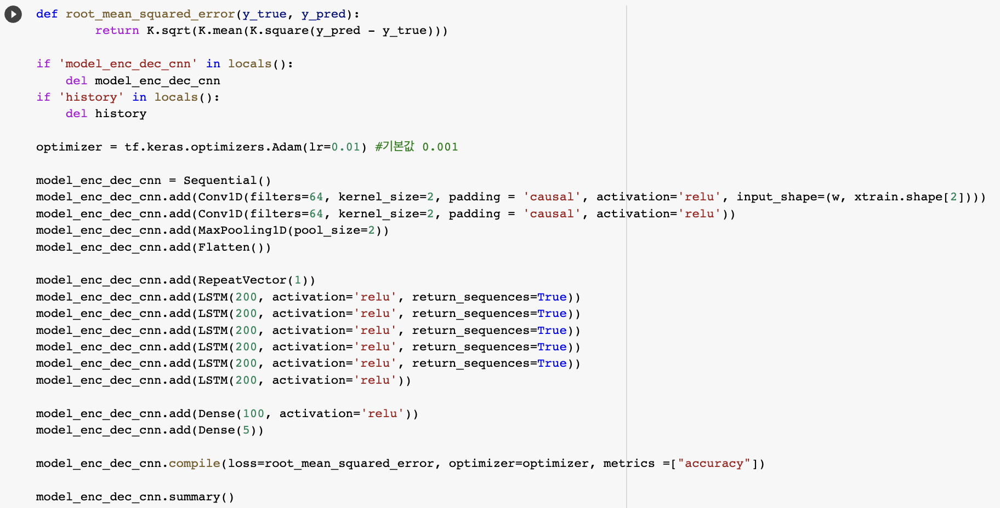 def root_mean_squared_error(y_true, y_pred):
        return K.sqrt(K.mean(K.square(y_pred - y_true)))
if 'model_enc_dec_cnn' in locals():
    del model_enc_dec_cnn
if 'history' in locals():
    del history
optimizer = tf.keras.optimizers.Adam(lr=0.01) #기본값 0.001
model_enc_dec_cnn = Sequential()
model_enc_dec_cnn.add(Conv1D(filters=64, kernel_size=2, padding = 'causal', activation='relu', input_shape=(w, xtrain.shape[2])))
model_enc_dec_cnn.add(Conv1D(filters=64, kernel_size=2, padding = 'causal', activation='relu'))
model_enc_dec_cnn.add(MaxPooling1D(pool_size=2))
model_enc_dec_cnn.add(Flatten())
model_enc_dec_cnn.add(RepeatVector(1))
model_enc_dec_cnn.add(LSTM(200, activation='relu', return_sequences=True))
model_enc_dec_cnn.add(LSTM(200, activation='relu', return_sequences=True))
model_enc_dec_cnn.add(LSTM(200, activation='relu', return_sequences=True))
model_enc_dec_cnn.add(LSTM(200, activation='relu', return_sequences=True))
model_enc_dec_cnn.add(LSTM(200, activation='relu', return_sequences=True))
model_enc_dec_cnn.add(LSTM(200, activation='relu'))
model_enc_dec_cnn.add(Dense(100, activation='relu'))
model_enc_dec_cnn.add(Dense(5))
model_enc_dec_cnn.compile(loss=root_mean_squared_error, optimizer=optimizer, metrics =["accuracy"])
model_enc_dec_cnn.summary()